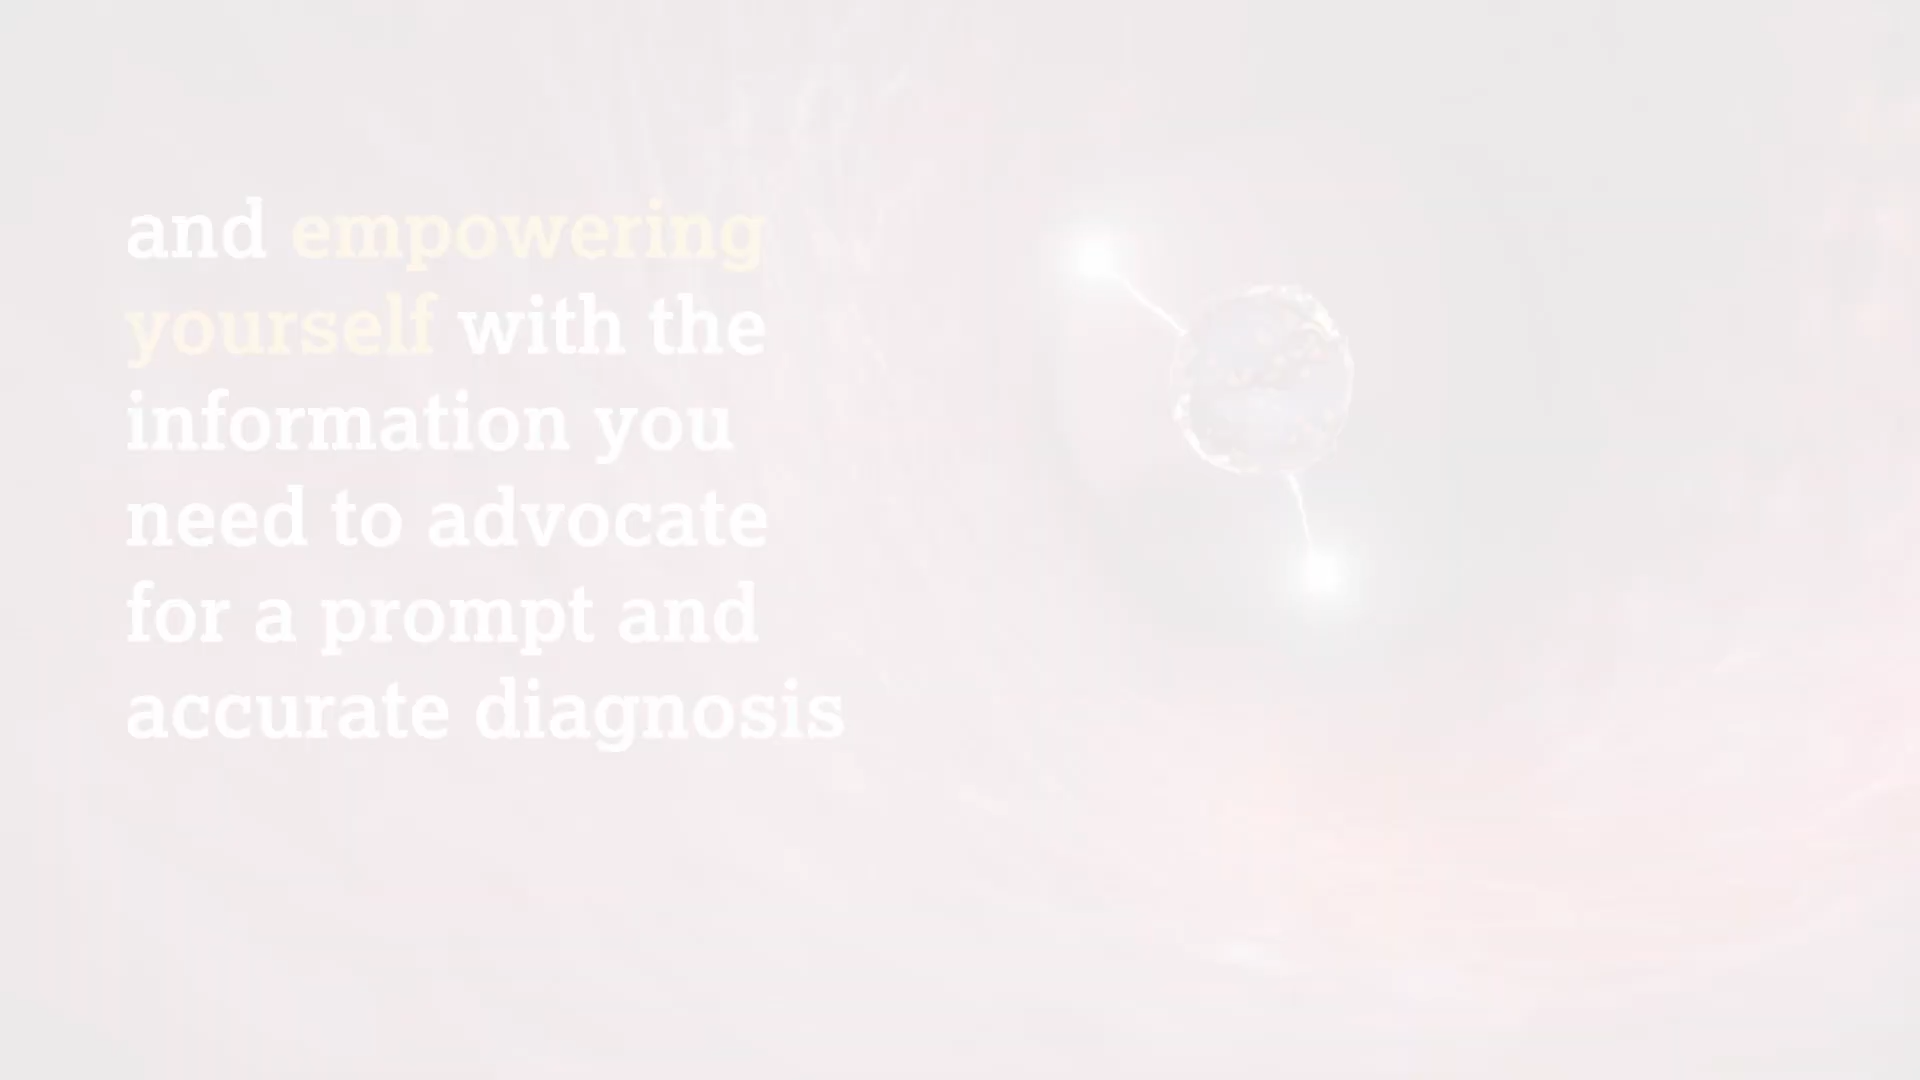 and empowering
yourself with the
information you
need to advocate
for a prompt and
accurate diagnosis